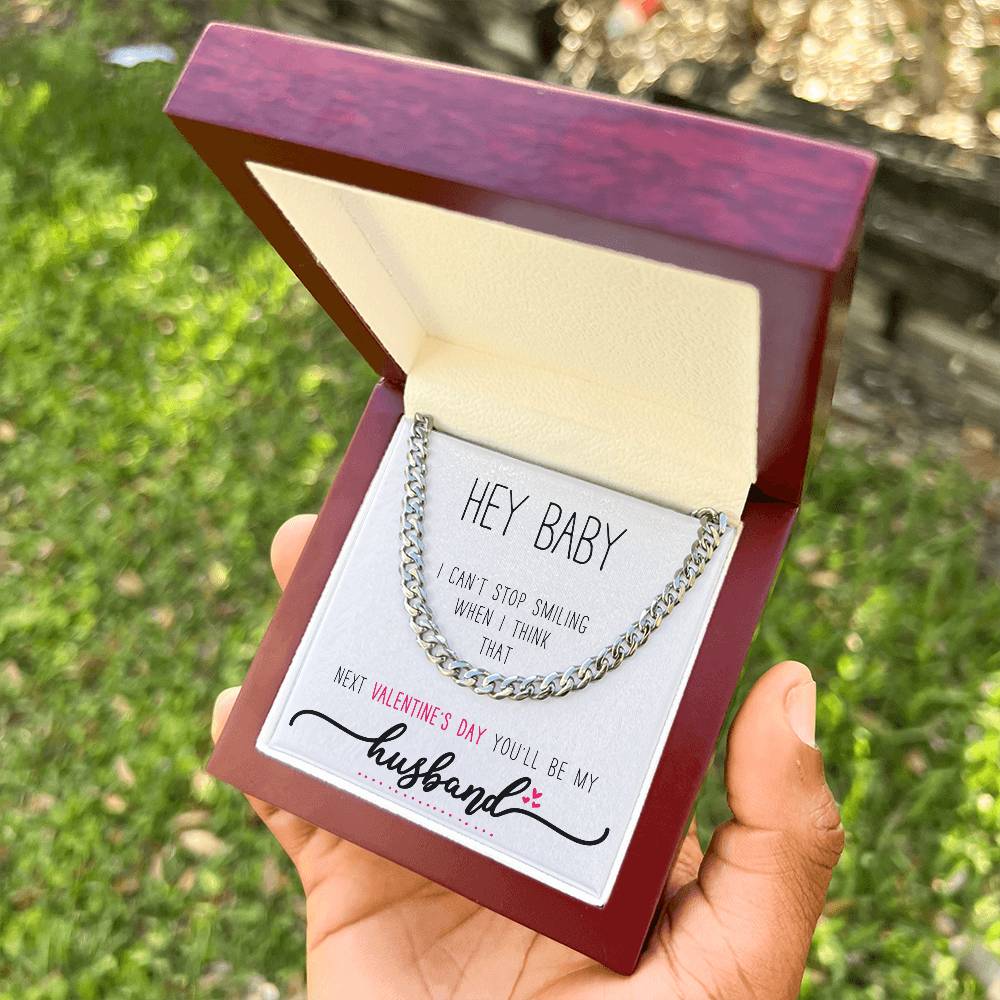 HEY BABY
I CAN'T STOP SMILING
WHEN I THINK
THAT
NEXT VALENTINE'S DAY YOU'LL BE MY
husband